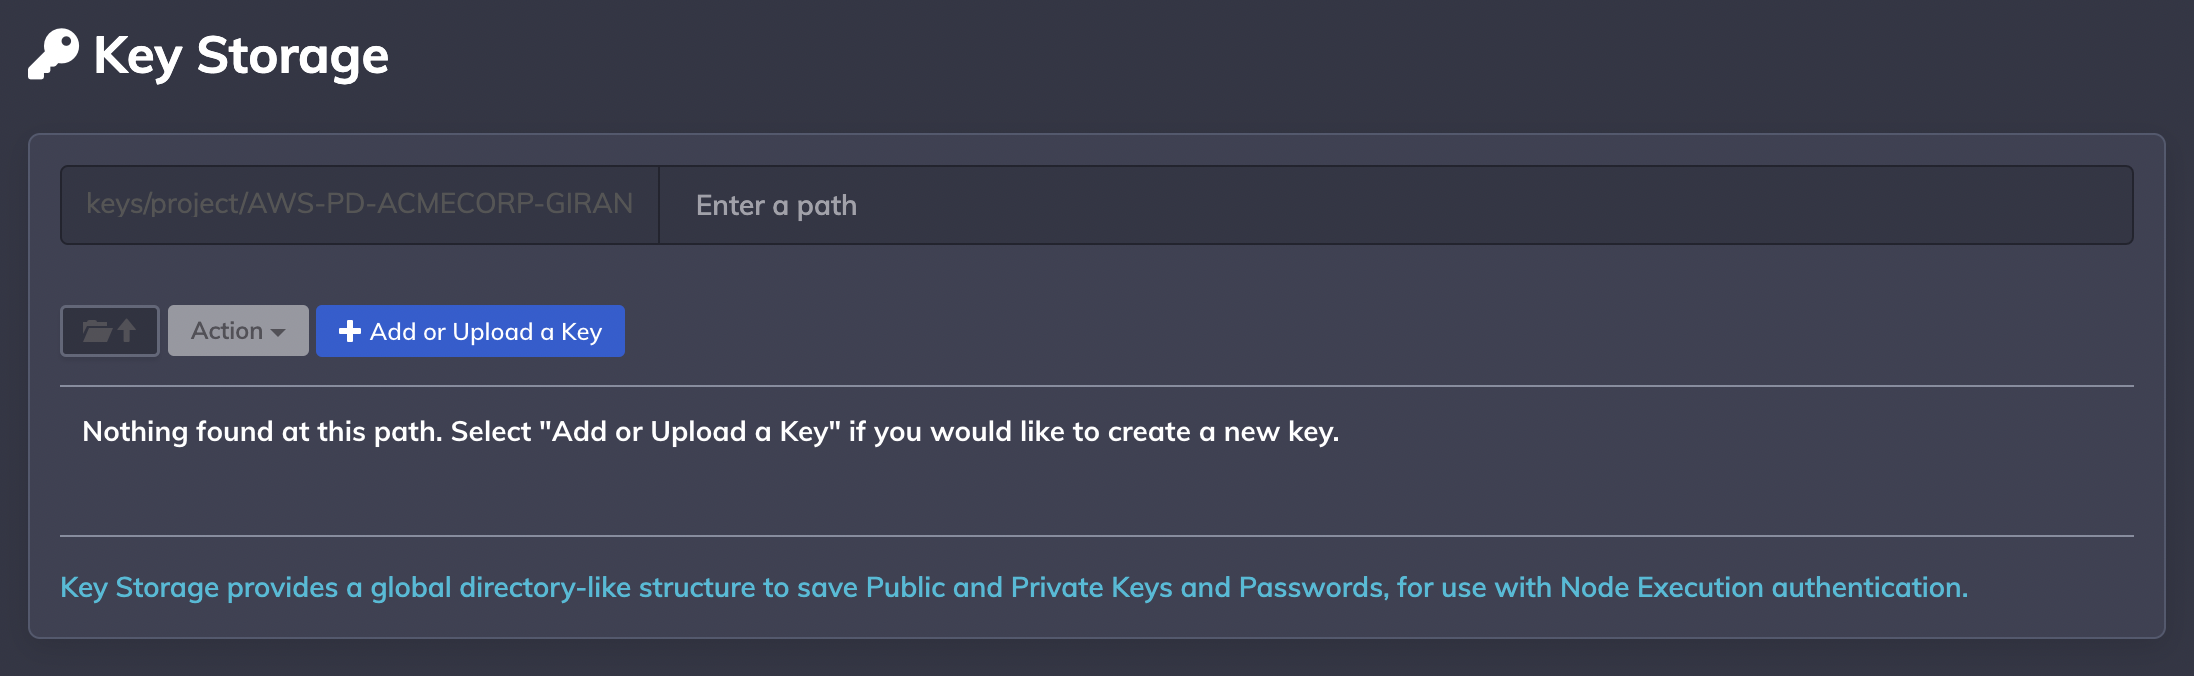 Key Storage
keys/project/AWS-PD-ACMECORP-GIRAN
Enter a path
Action
Add or Upload a Key
Nothing found at this path. Select "Add or Upload a Key" if you would like to create a new key.
Key Storage provides a global directory-like structure to save Public and Private Keys and Passwords, for use with Node Execution authentication.